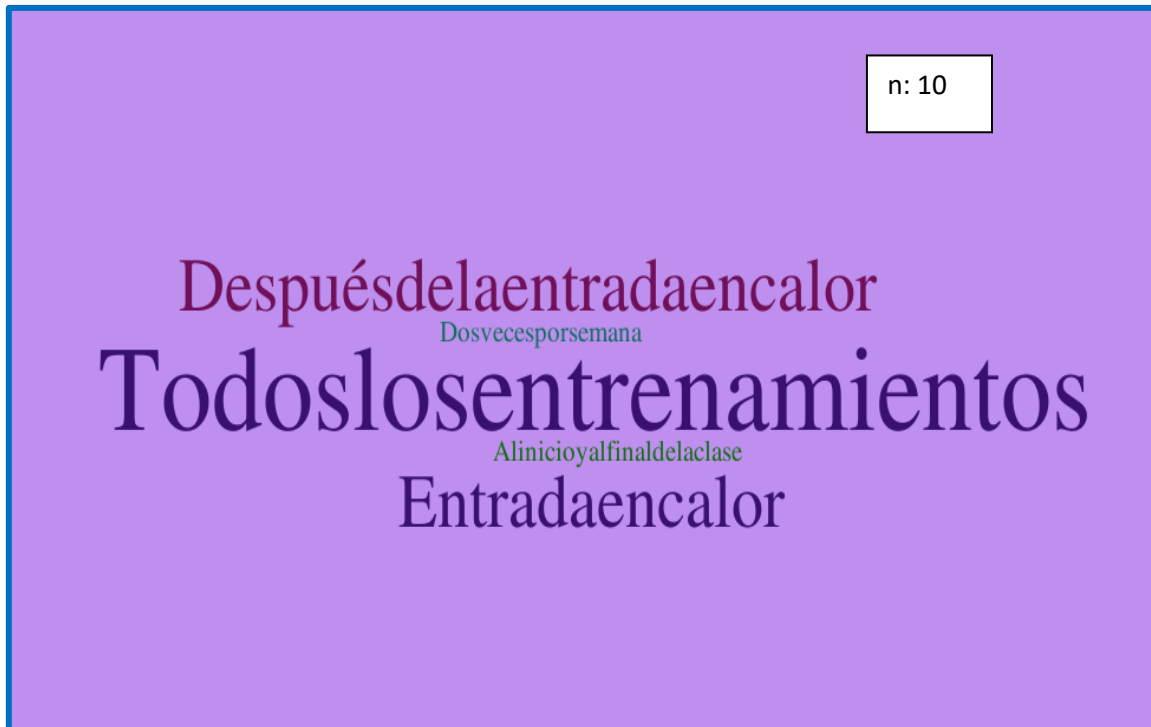 n: 10
Despuésdelaentradaencalor
Dosvecesporsemana
Todoslosentrenamientos
Alinicioyalfinaldelaclase
Entradaencalor